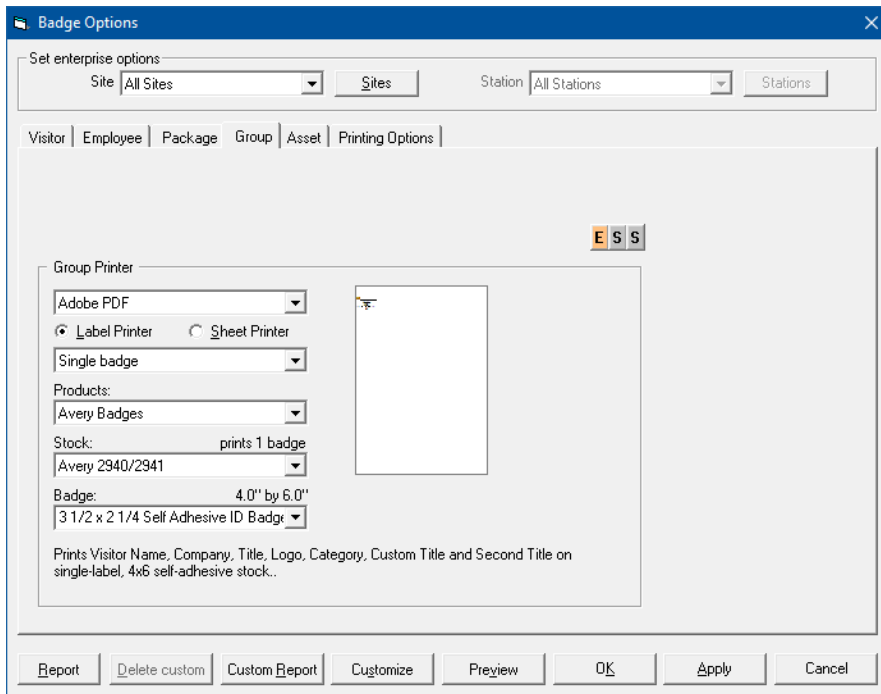 Badge Options
Set enterprise options
Site All Sites Sites Station All Stations Stations
Visitor Employee Package Group Asset Printing Options
E S S
Group Printer
Adobe PDF
Label Printer Sheet Printer
Single badge
Products:
Avery Badges
Stock: prints 1 badge
Avery 2940/2941
Badge: 4.0" by 6.0"
3 1/2 x 2 1/4 Self Adhesive ID Badge
Prints Visitor Name, Company, Title, Logo, Category, Custom Title and Second Title on
single-label, 4x6 self-adhesive stock..
Report Delete custom Custom Report Customize Preview OK Apply Cancel